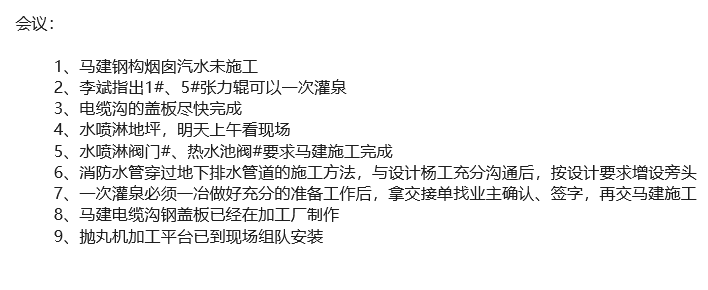 会议：
1、马建钢构烟囱汽水未施工
2、李斌指出1#、5#张力辊可以一次灌泉
3、电缆沟的盖板尽快完成
4、水喷淋地坪，明天上午看现场
5、水喷淋阀门#、热水池阀#要求马建施工完成
6、消防水管穿过地下排水管道的施工方法，与设计杨工充分沟通后，按设计要求增设旁头
7、一次灌泉必须一冶做好充分的准备工作后，拿交接单找业主确认、签字，再交马建施工
8、马建电缆沟钢盖板已经在加工厂制作
9、抛丸机加工平台已到现场组队安装